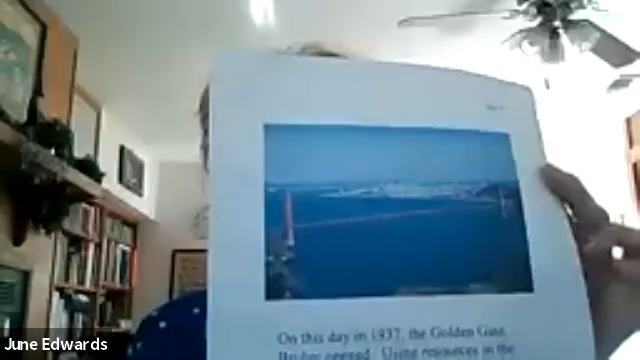 On this day in 1937, the Golden Gate
Bridge opened. Using resources in the
June Edwards